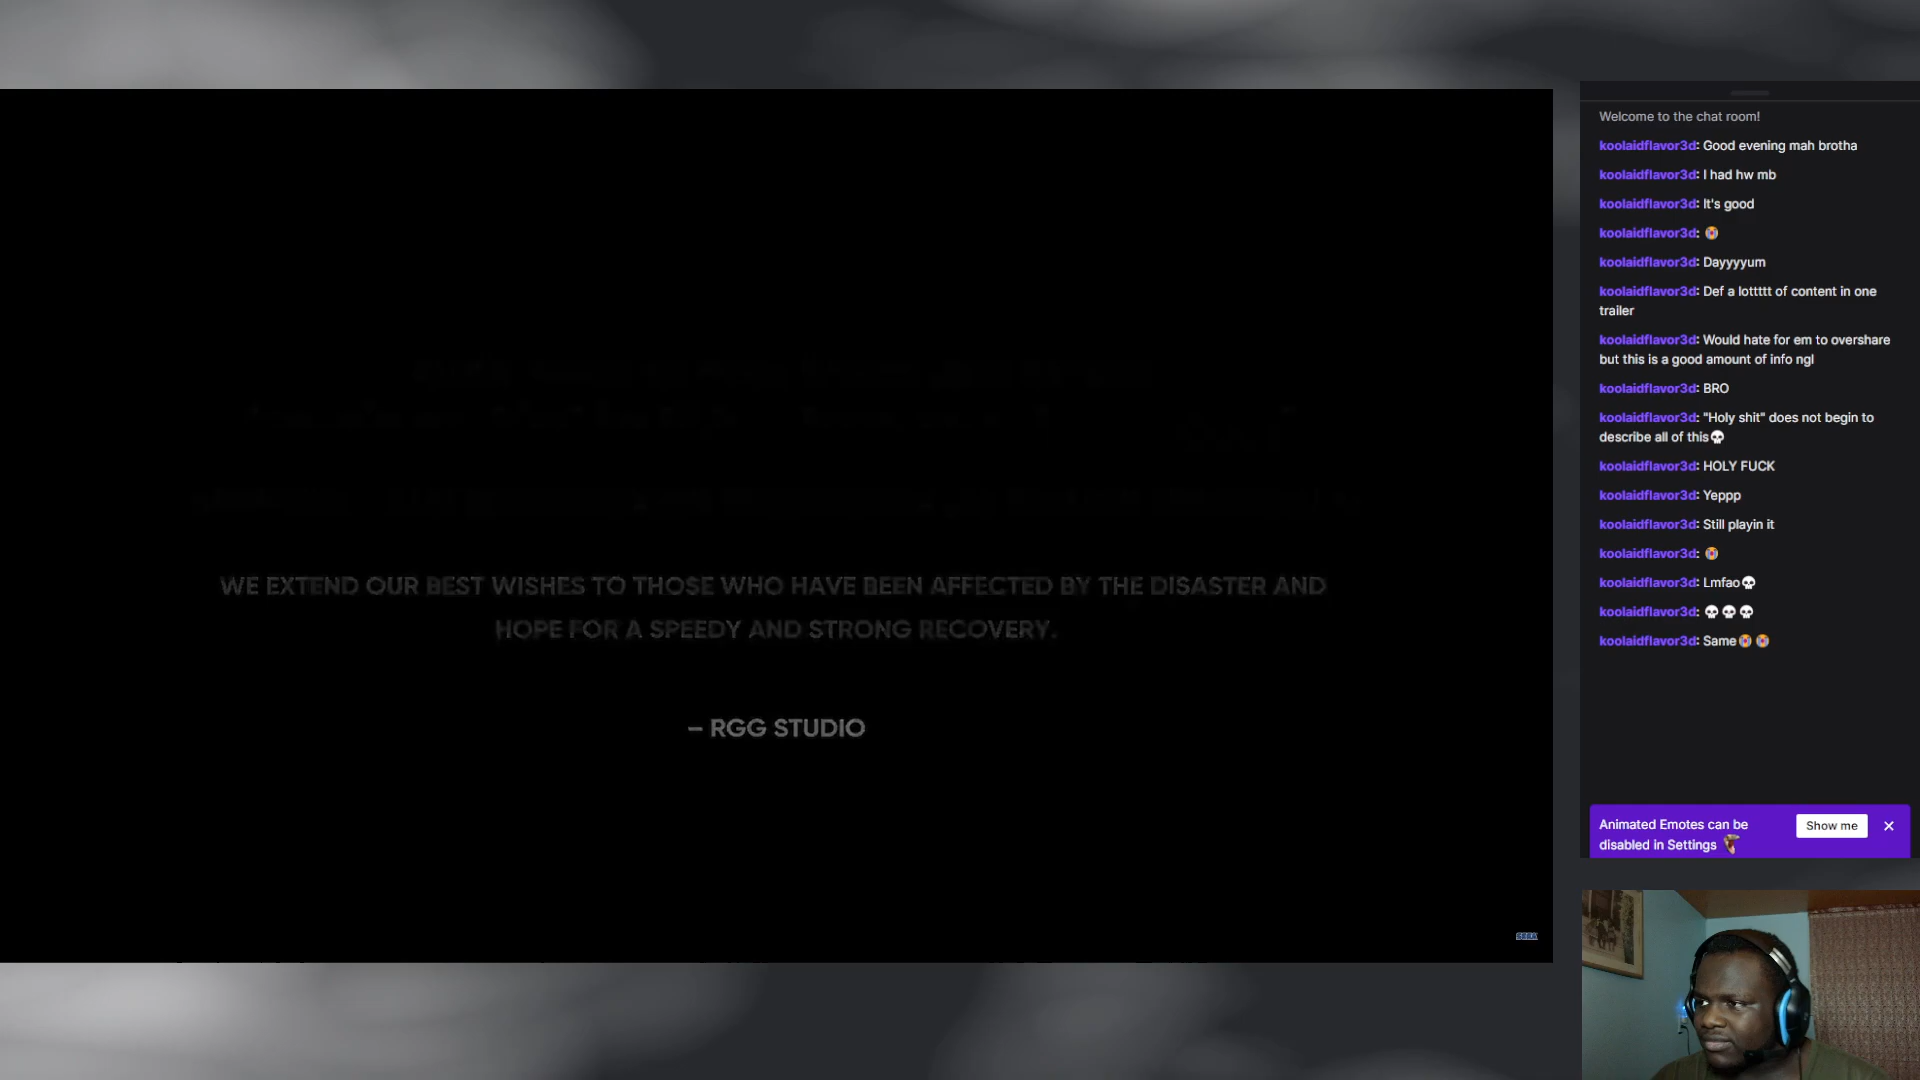 WE EXTEND OUR BEST WISHES TO THOSE WHO HAVE BEEN AFFECTED BY THE DISASTER AND
HOPE FOR A SPEEDY AND STRONG RECOVERY.
– RGG STUDIO
SEGA
Welcome to the chat room!
koolaidflavor3d: Good evening mah brotha
koolaidflavor3d: I had hw mb
koolaidflavor3d: It's good
koolaidflavor3d:
koolaidflavor3d: Dayyyyum
koolaidflavor3d: Def a lottttt of content in one
trailer
koolaidflavor3d: Would hate for em to overshare
but this is a good amount of info ngl
koolaidflavor3d: BRO
koolaidflavor3d: "Holy shit" does not begin to
describe all of this💀
koolaidflavor3d: HOLY FUCK
koolaidflavor3d: Yeppp
koolaidflavor3d: Still playin it
koolaidflavor3d:
koolaidflavor3d: Lmfao💀
koolaidflavor3d: 💀💀💀
koolaidflavor3d: Same
Animated Emotes can be
disabled in Settings
Show me